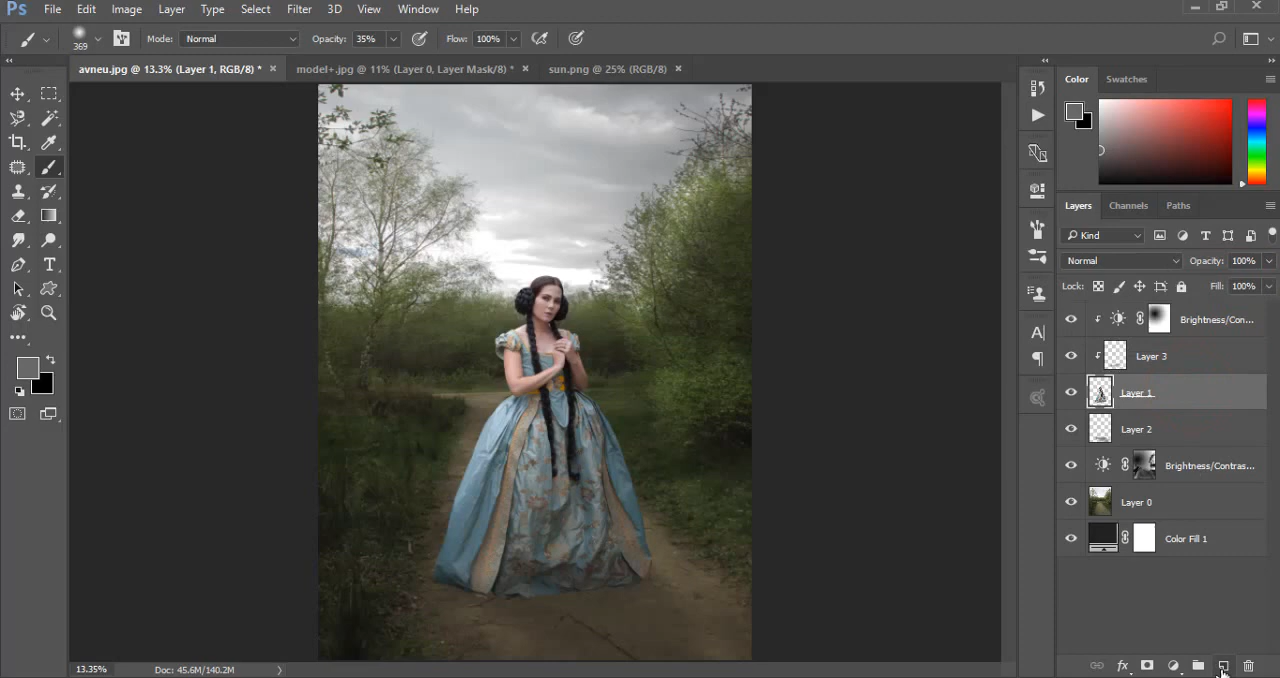 Ps File Edit Image Layer Type Select Filter 3D View Window Help
369 Mode: Normal Opacity: 35% Flow: 100%
avneu.jpg @ 13.3% (Layer 1, RGB/8) * × model+.jpg @ 11% (Layer 0, Layer Mask/8) * × sun.png @ 25% (RGB/8) ×
Color Swatches
Layers Channels Paths
Kind
Normal Opacity: 100%
Lock: Fill: 100%
Brightness/Con...
Layer 3
Layer 1
Layer 2
Brightness/Contras...
Layer 0
Color Fill 1
13.35% Doc: 45.6M/140.2M
fx